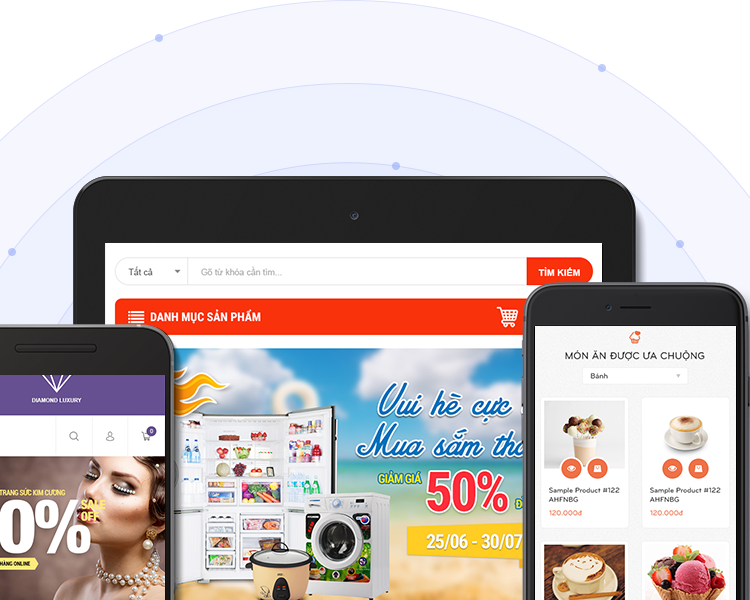 Tất cả
Gõ từ khóa cần tìm...
TÌM KIẾM
DANH MỤC SẢN PHẨM
Vui hè cực
Mua sắm
GIẢM GIÁ
50%
25/06 - 30/07
DIAMOND LUXURY
0
TRANG SỨC KIM CƯƠNG
0%
SALE
OFF
HÀNG ONLINE
MÓN ĂN ĐƯỢC ƯA CHUỘNG
Bánh
Sample Product #122
AHFNBG
120.000đ
Sample Product #122
AHFNBG
120.000đ